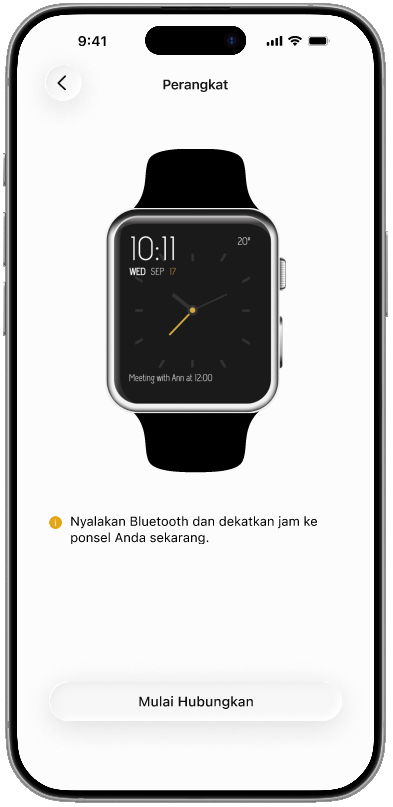 9:41
Perangkat
10:11
20°
WED SEP 17
Meeting with Ann at 12:00
Nyalakan Bluetooth dan dekatkan jam ke
ponsel Anda sekarang.
Mulai Hubungkan